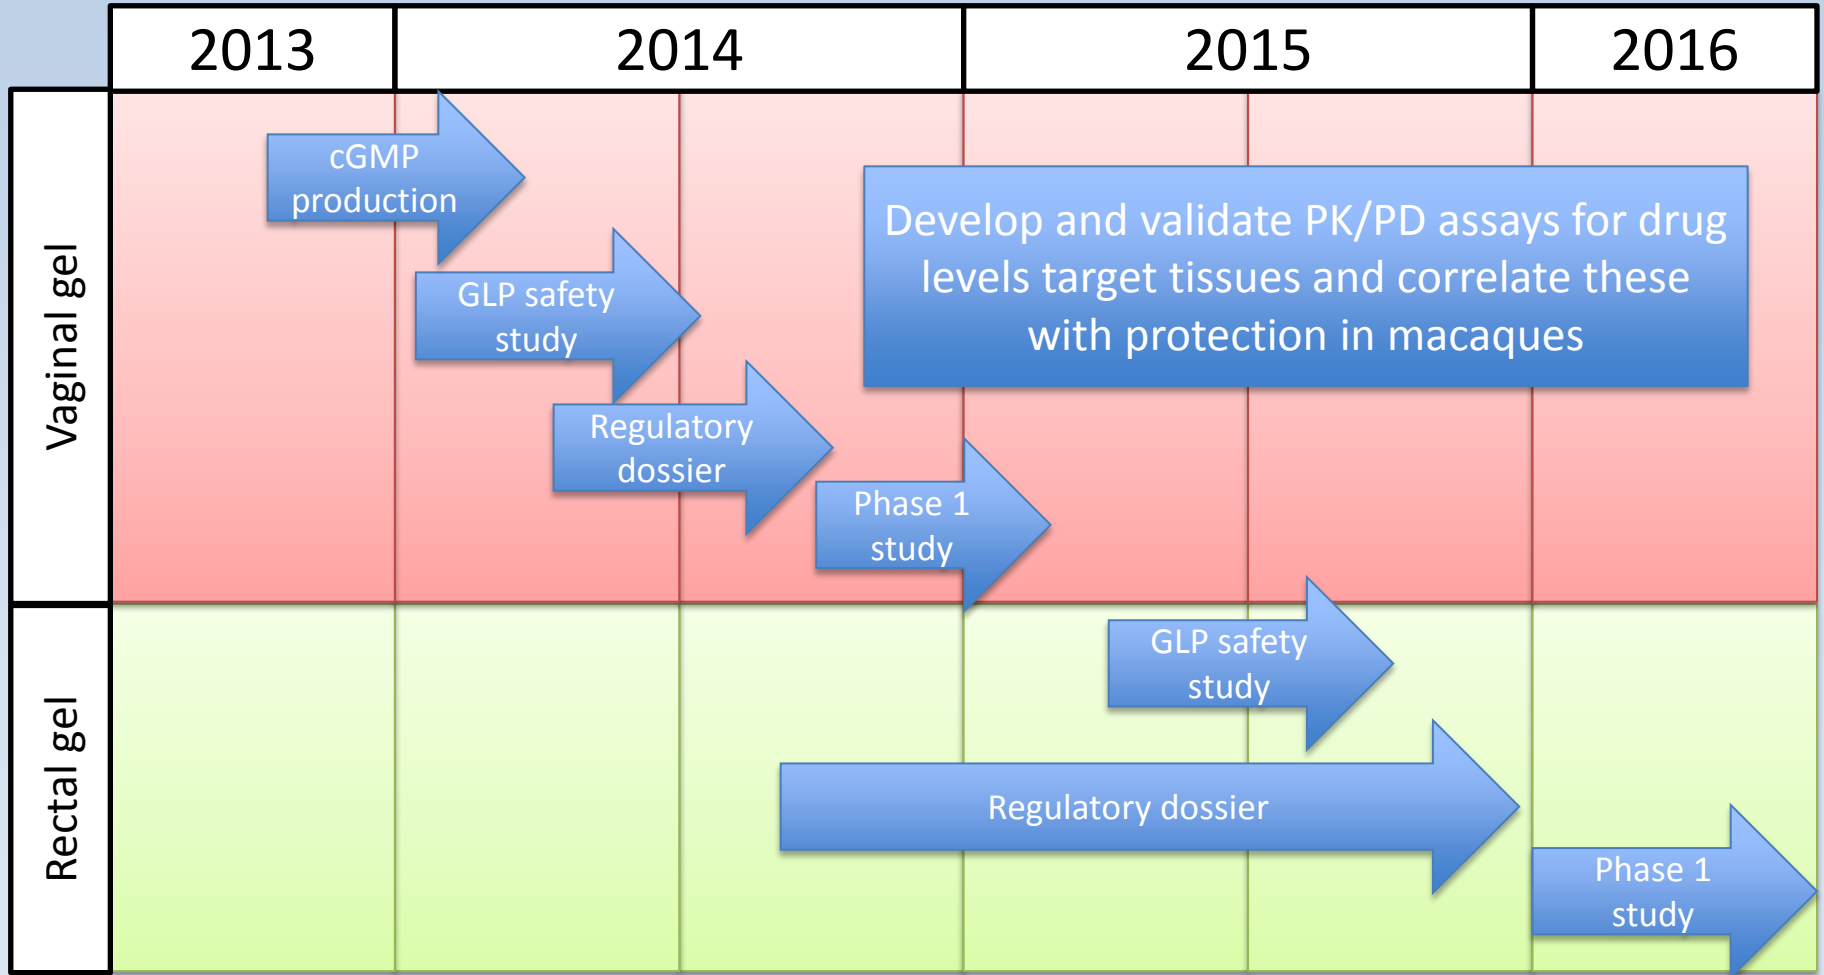 2013 2014 2015 2016
Vaginal gel
cGMP
production
GLP safety
study
Regulatory
dossier
Phase 1
study
Develop and validate PK/PD assays for drug
levels target tissues and correlate these
with protection in macaques
Rectal gel
GLP safety
study
Regulatory dossier
Phase 1
study